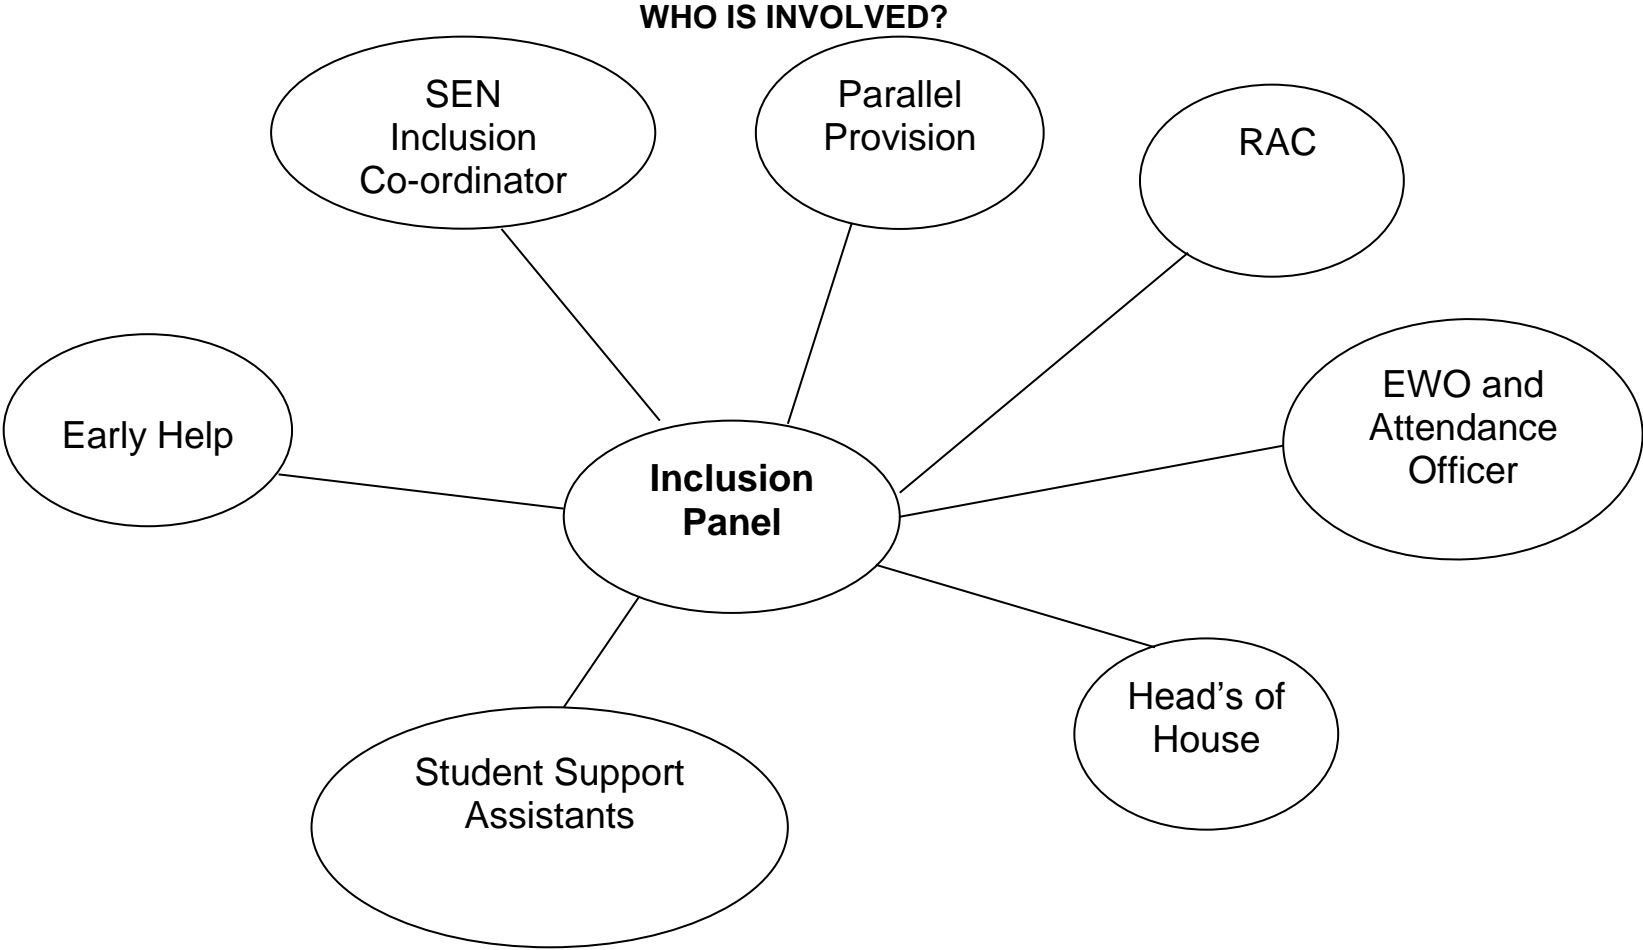 WHO IS INVOLVED?
SEN
Inclusion
Co-ordinator
Parallel
Provision
RAC
Early Help
EWO and
Attendance
Officer
Inclusion
Panel
Head’s of
House
Student Support
Assistants